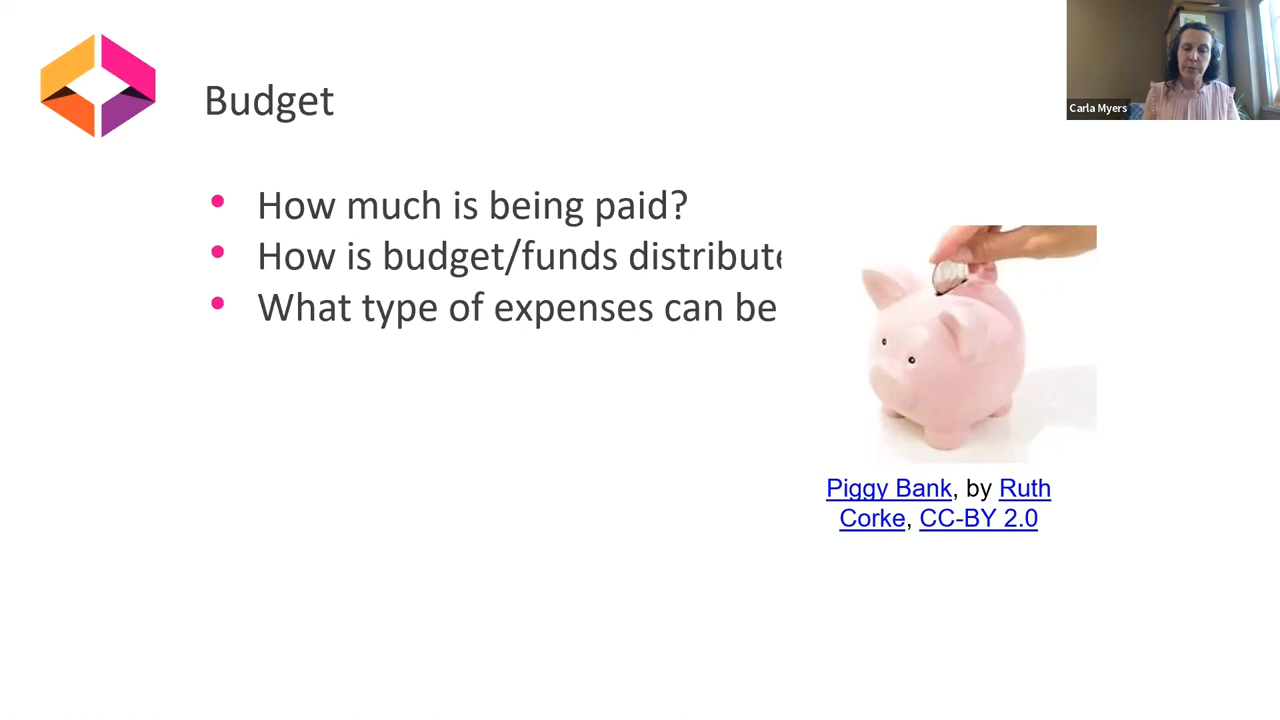 Budget
Carla Myers
• How much is being paid?
• How is budget/funds distribute
• What type of expenses can be
Piggy Bank, by Ruth
Corke, CC-BY 2.0